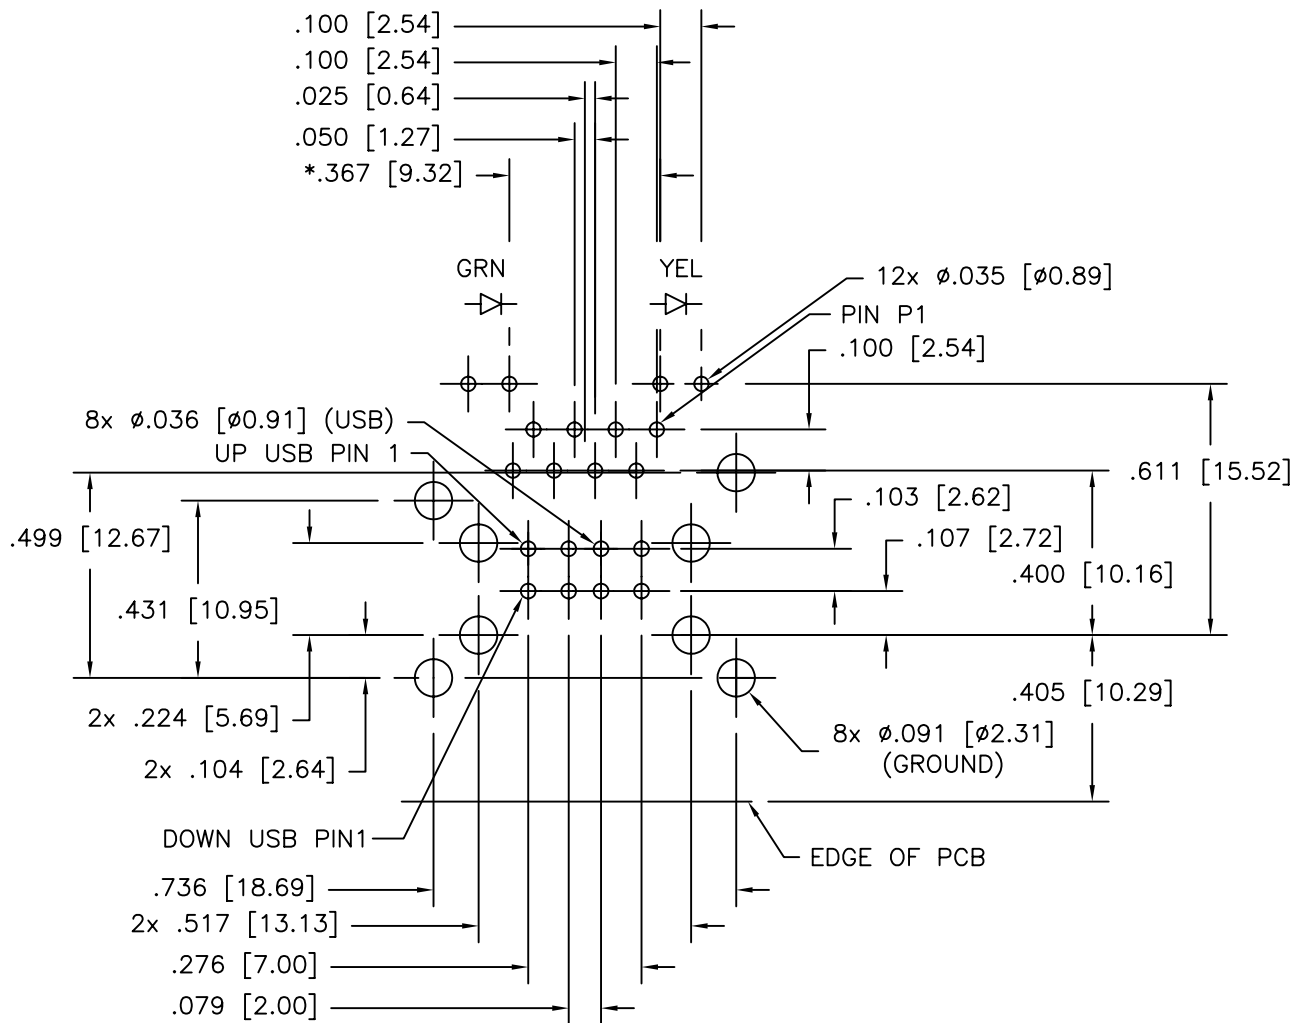 .100 [2.54]
.100 [2.54]
.025 [0.64]
.050 [1.27]
*.367 [9.32]
GRN
YEL
12x ø.035 [ø0.89]
PIN P1
.100 [2.54]
8x ø.036 [ø0.91] (USB)
UP USB PIN 1
.611 [15.52]
.103 [2.62]
.499 [12.67]
.107 [2.72]
.400 [10.16]
.431 [10.95]
.405 [10.29]
2x .224 [5.69]
8x ø.091 [ø2.31]
(GROUND)
2x .104 [2.64]
DOWN USB PIN1
EDGE OF PCB
.736 [18.69]
2x .517 [13.13]
.276 [7.00]
.079 [2.00]